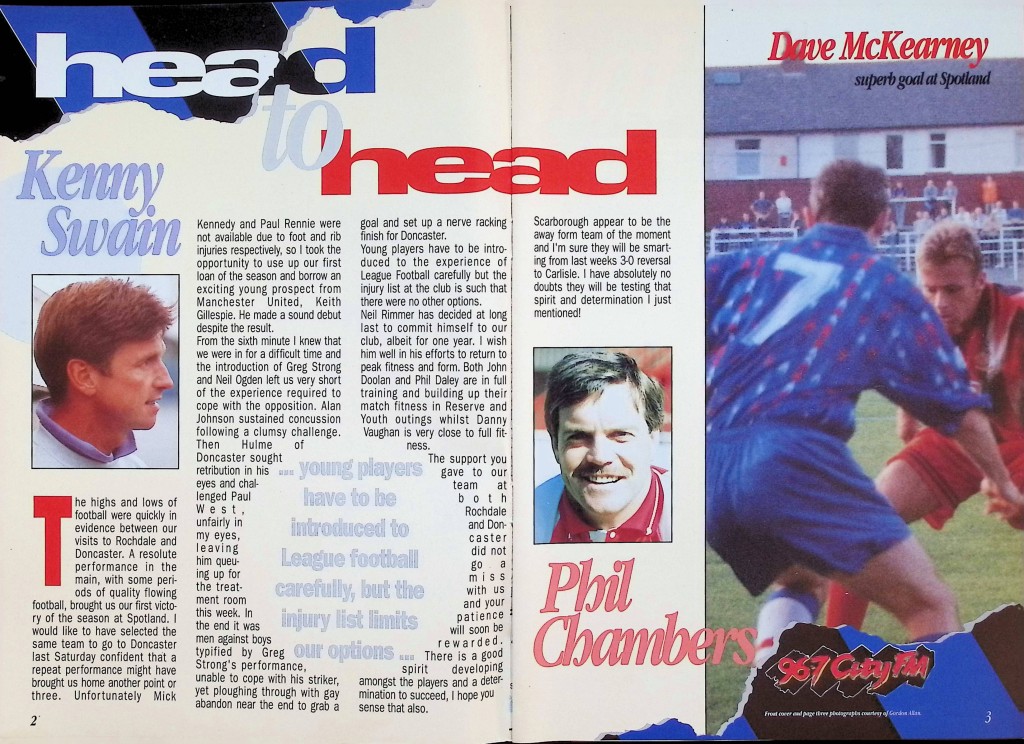 head
to
head
Kenny
Swain
The highs and lows of
football were quickly in
evidence between our
visits to Rochdale and
Doncaster. A resolute
performance in the
main, with some peri-
ods of quality flowing
football, brought us our first victo-
ry of the season at Spotland. I
would like to have selected the
same team to go to Doncaster
last Saturday confident that a
repeat performance might have
brought us home another point or
three. Unfortunately Mick
Kennedy and Paul Rennie were
not available due to foot and rib
injuries respectively, so I took the
opportunity to use up our first
loan of the season and borrow an
exciting young prospect from
Manchester United, Keith
Gillespie. He made a sound debut
despite the result.
From the sixth minute I knew that
we were in for a difficult time and
the introduction of Greg Strong
and Neil Ogden left us very short
of the experience required to
cope with the opposition. Alan
Johnson sustained concussion
following a clumsy challenge.
Then Hulme of
Doncaster sought
retribution in his
eyes and chal-
lenged Paul
West,
unfairly in
my eyes,
leaving
him queu-
ing up for
the treat-
ment room
this week. In
the end it was
men against boys
typified by Greg
Strong's performance,
unable to cope with his striker,
yet ploughing through with gay
abandon near the end to grab a
goal and set up a nerve racking
finish for Doncaster.
Young players have to be intro-
duced to the experience of
League Football carefully but the
injury list at the club is such that
there were no other options.
Neil Rimmer has decided at long
last to commit himself to our
club, albeit for one year. I wish
him well in his efforts to return to
peak fitness and form. Both John
Doolan and Phil Daley are in full
training and building up their
match fitness in Reserve and
Youth outings whilst Danny
Vaughan is very close to full fit-
ness.
The support you
gave to our
team at
both
Rochdale
and Don-
caster
did not
go a
miss
with us
and your
patience
will soon be
rewarded.
There is a good
spirit developing
amongst the players and a deter-
mination to succeed, I hope you
sense that also.
... young players
have to be
introduced to
League football
carefully, but the
injury list limits
our options ...
2
Scarborough appear to be the
away form team of the moment
and I'm sure they will be smart-
ing from last weeks 3-0 reversal
to Carlisle. I have absolutely no
doubts they will be testing that
spirit and determination I just
mentioned!
Phil
Chambers
Dave McKearney
superb goal at Spotland
7
96.7 City FM
Front cover and page three photographs courtesy of Gordon Allan.
3